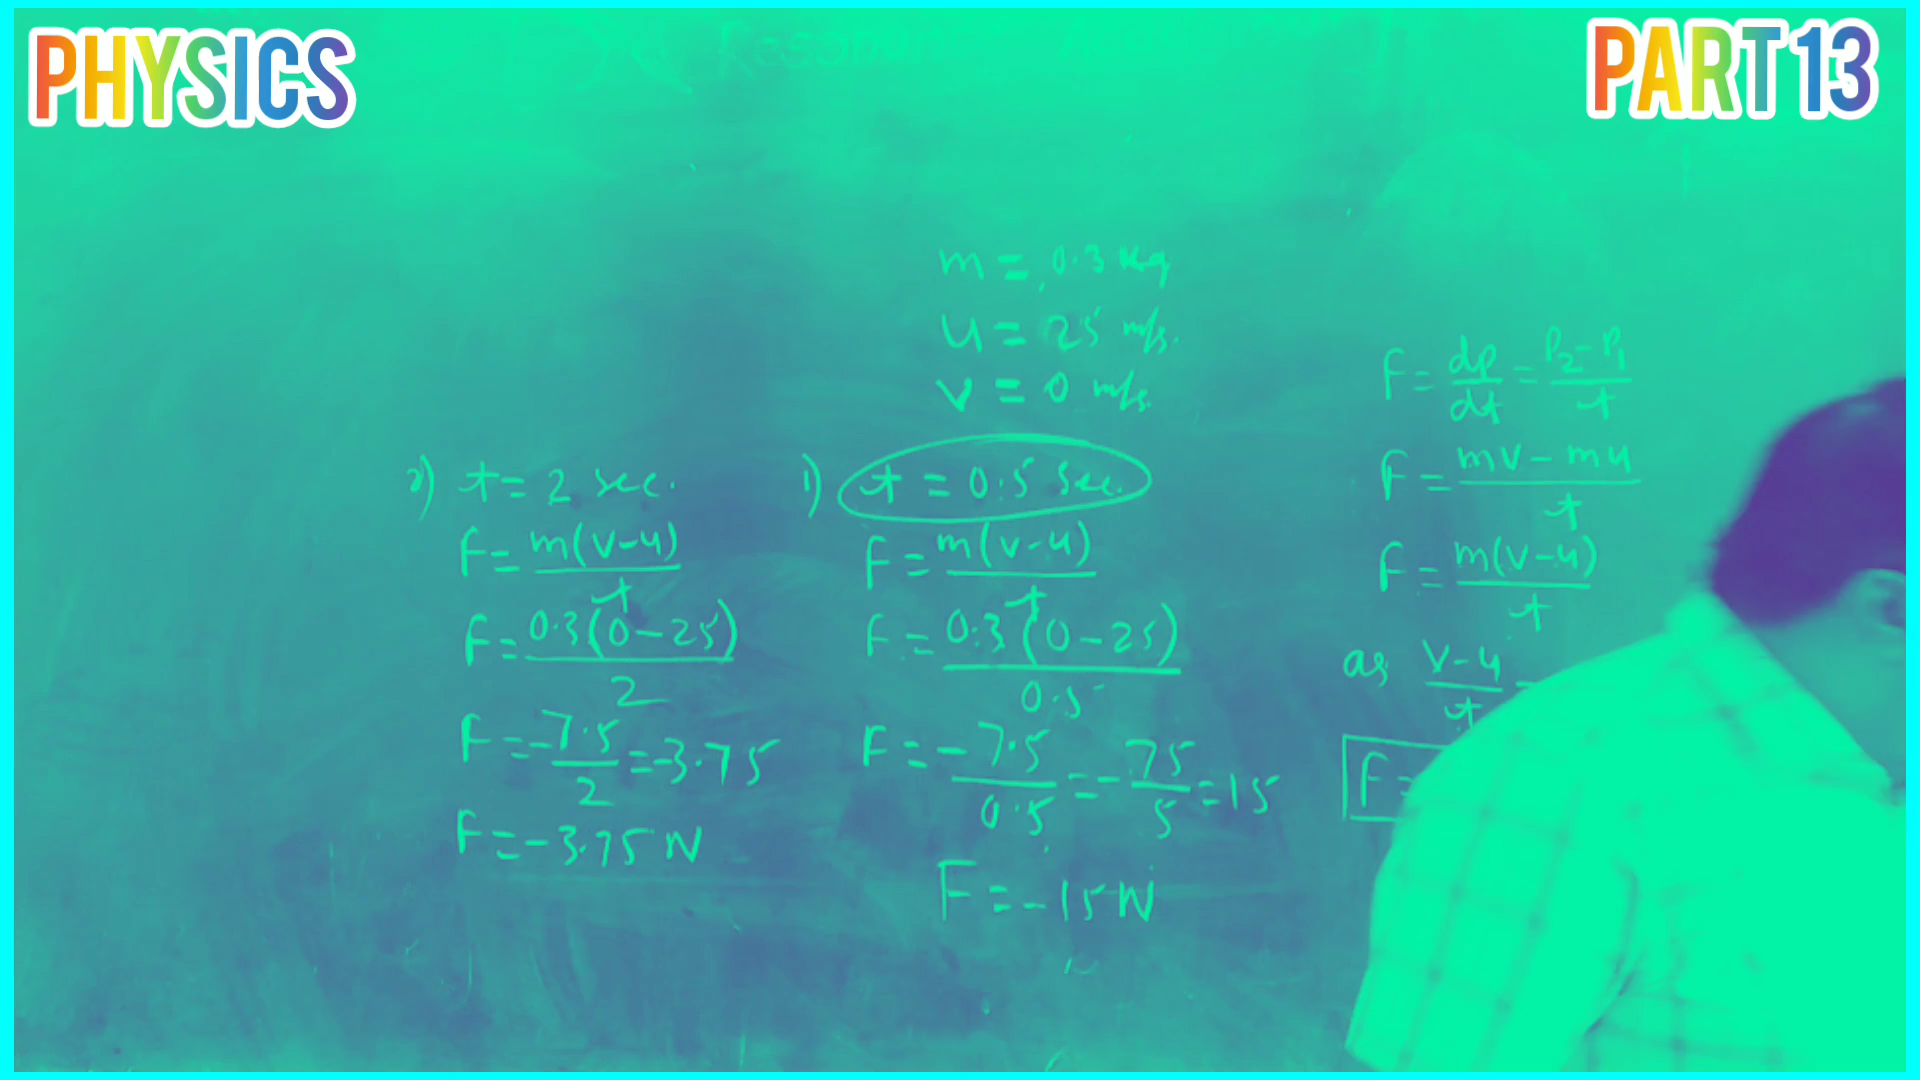 PHYSICS
PART 13
m = 0.3 kg
u = 25 m/s.
v = 0 m/s.
2) t = 2 sec.
F = m(v-u)/t
F = 0.3(0-25)/2
F = -7.5/2 = -3.75
F = -3.75 N
1) t = 0.5 sec.
F = m(v-u)/t
F = 0.3(0-25)/0.5
F = -7.5/0.5 = -75/5 = 15
F = -15 N
F = dp/dt = P2-P1/t
F = mv-mu/t
F = m(v-u)/t
as v-u/t =
F =